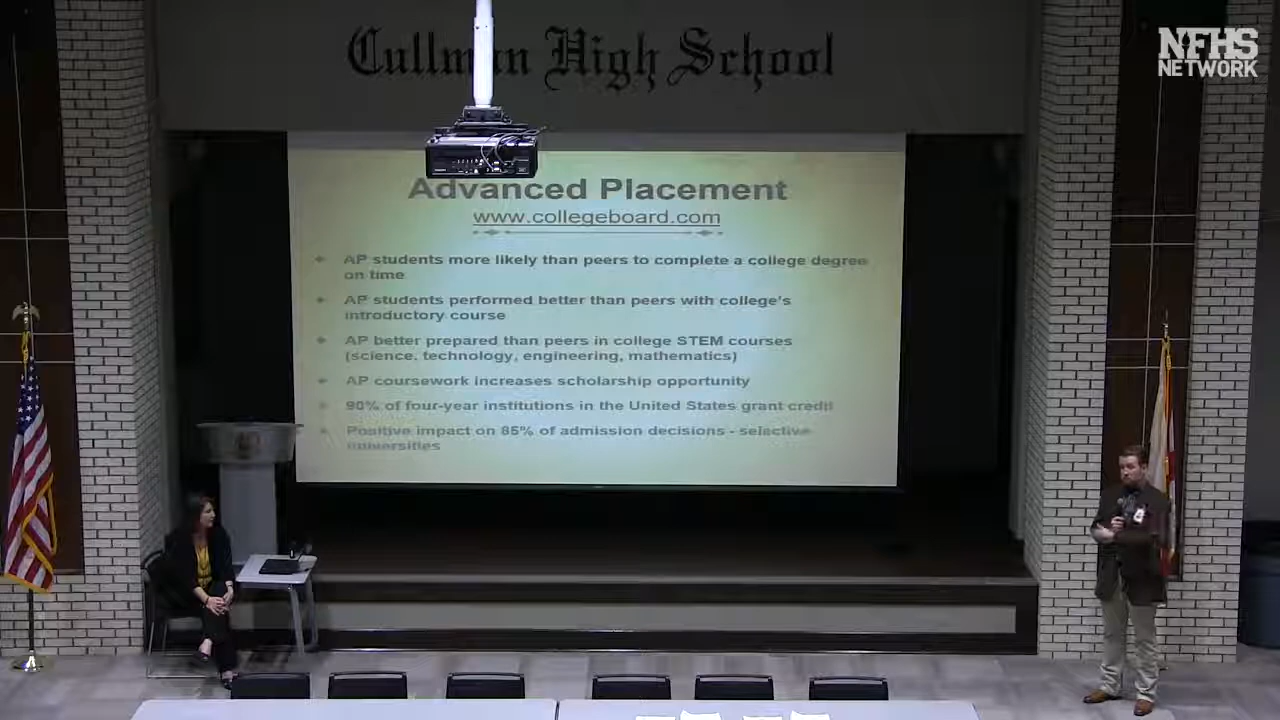 Cullman High School
NFHS
NETWORK
Advanced Placement
www.collegeboard.com
AP students more likely than peers to complete a college degree
on time
AP students performed better than peers with college's
introductory course
AP better prepared than peers in college STEM courses
(science, technology, engineering, mathematics)
AP coursework increases scholarship opportunity
90% of four-year institutions in the United States grant credit
Positive impact on 85% of admission decisions - selective
universities